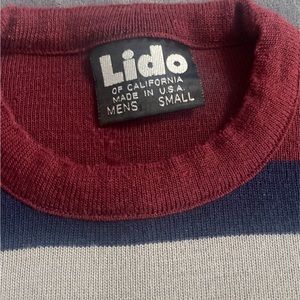 Lido
OF CALIFORNIA
MADE IN U.S.A.
MENS SMALL